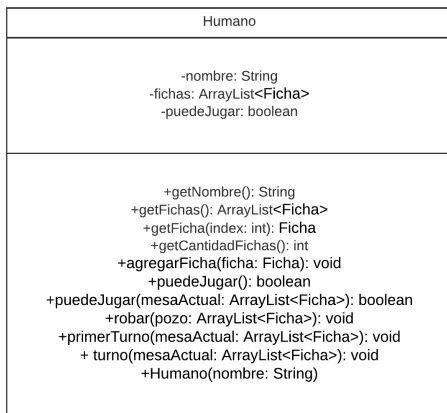 Humano
-nombre: String
-fichas: ArrayList<Ficha>
-puedeJugar: boolean
+getNombre(): String
+getFichas(): ArrayList<Ficha>
+getFicha(index: int): Ficha
+getCantidadFichas(): int
+agregarFicha(ficha: Ficha): void
+puedeJugar(): boolean
+puedeJugar(mesaActual: ArrayList<Ficha>): boolean
+robar(pozo: ArrayList<Ficha>): void
+primerTurno(mesaActual: ArrayList<Ficha>): void
+ turno(mesaActual: ArrayList<Ficha>): void
+Humano(nombre: String)